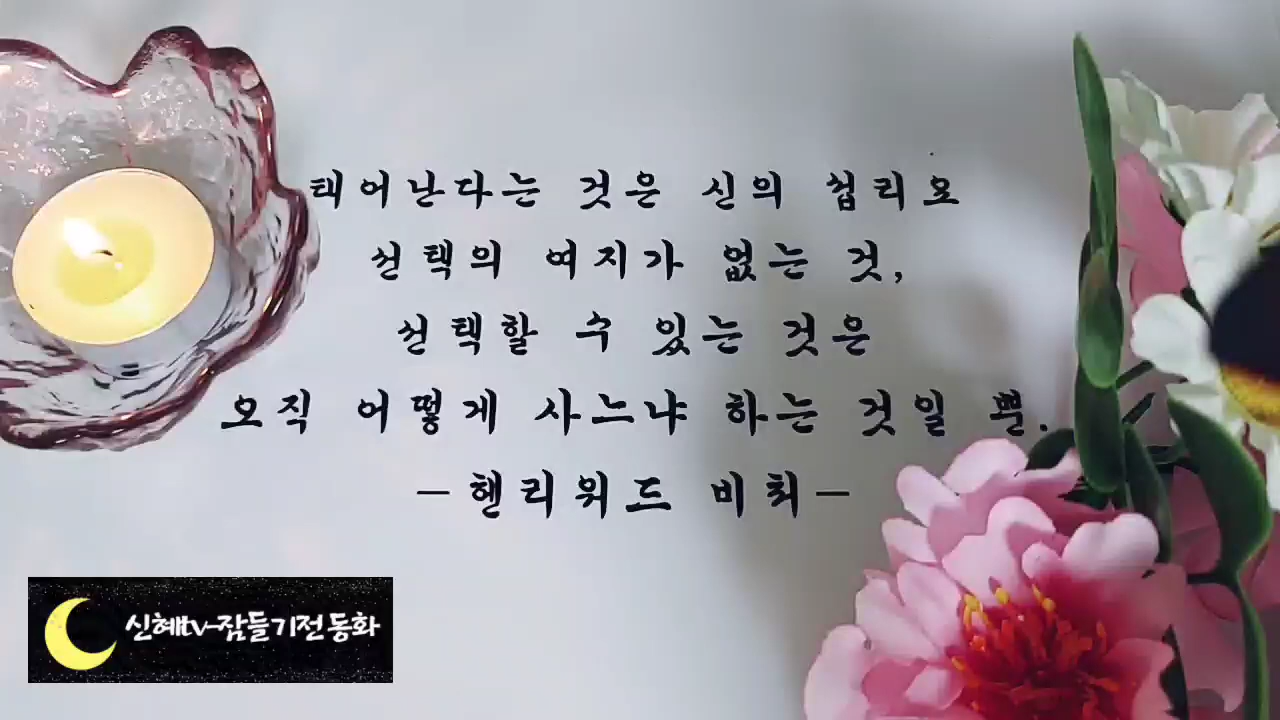 태어난다는 것은 신의 섭리요
선택의 여지가 없는 것,
선택할 수 있는 것은
오직 어떻게 사느냐 하는 것일 뿐.
-헨리워드 비처-
신혜tv-잠들기전 동화